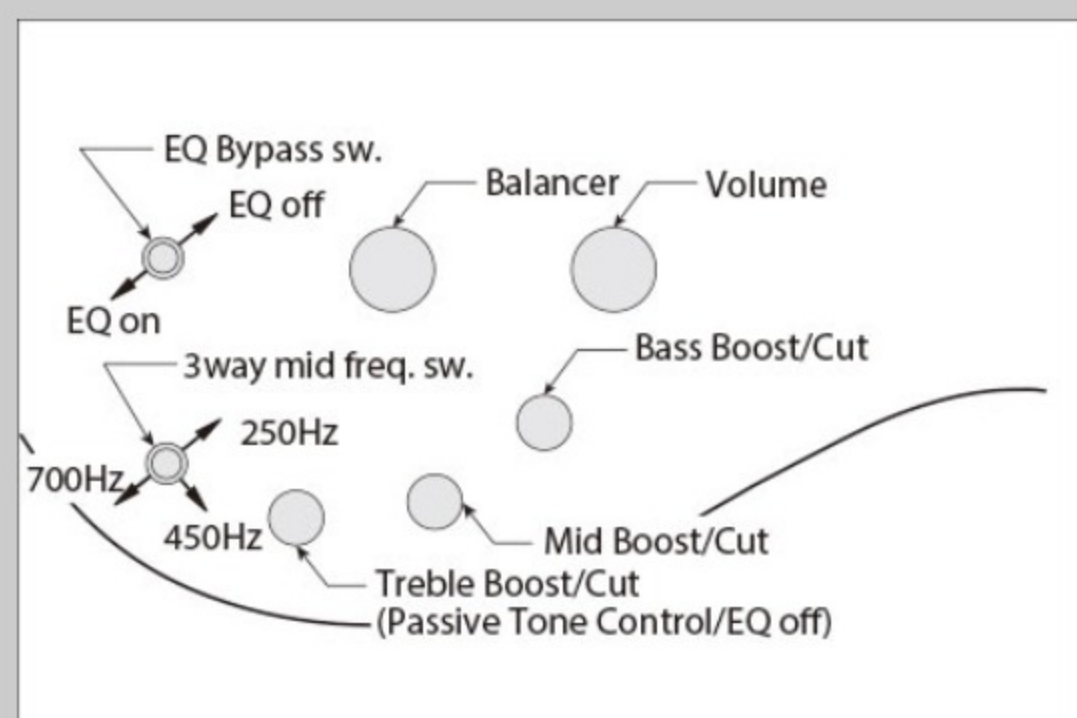 EQ Bypass sw.
EQ off
Balancer
Volume
EQ on
3way mid freq. sw.
Bass Boost/Cut
250Hz
700Hz
450Hz
Mid Boost/Cut
Treble Boost/Cut
(Passive Tone Control/EQ off)